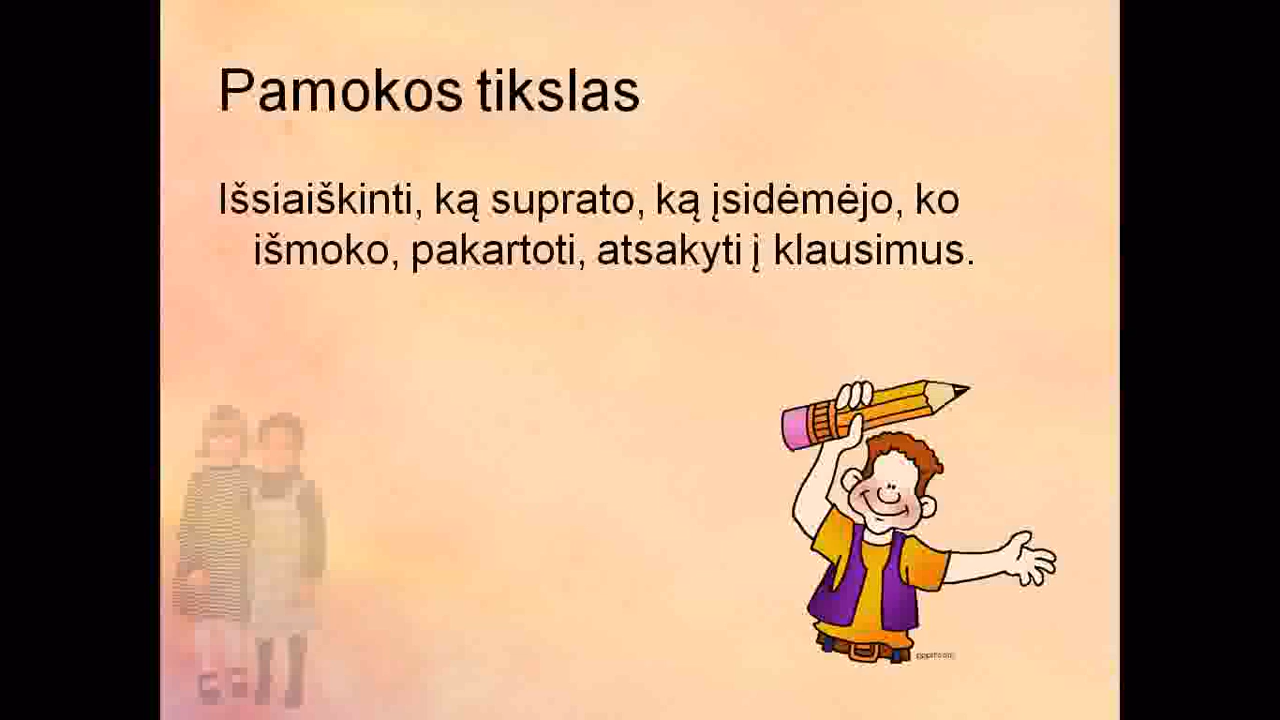 Pamokos tikslas
Išsiaiškinti, ką suprato, ką įsidėmėjo, ko
išmoko, pakartoti, atsakyti į klausimus.